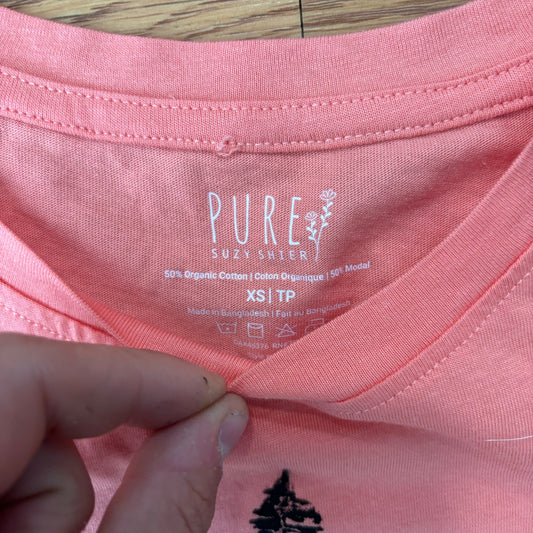 PURE
SUZY SHIER
50% Organic Cotton | Coton Organique | 50% Modal
XS | TP
Made in Bangladesh | Fait au Bangladesh